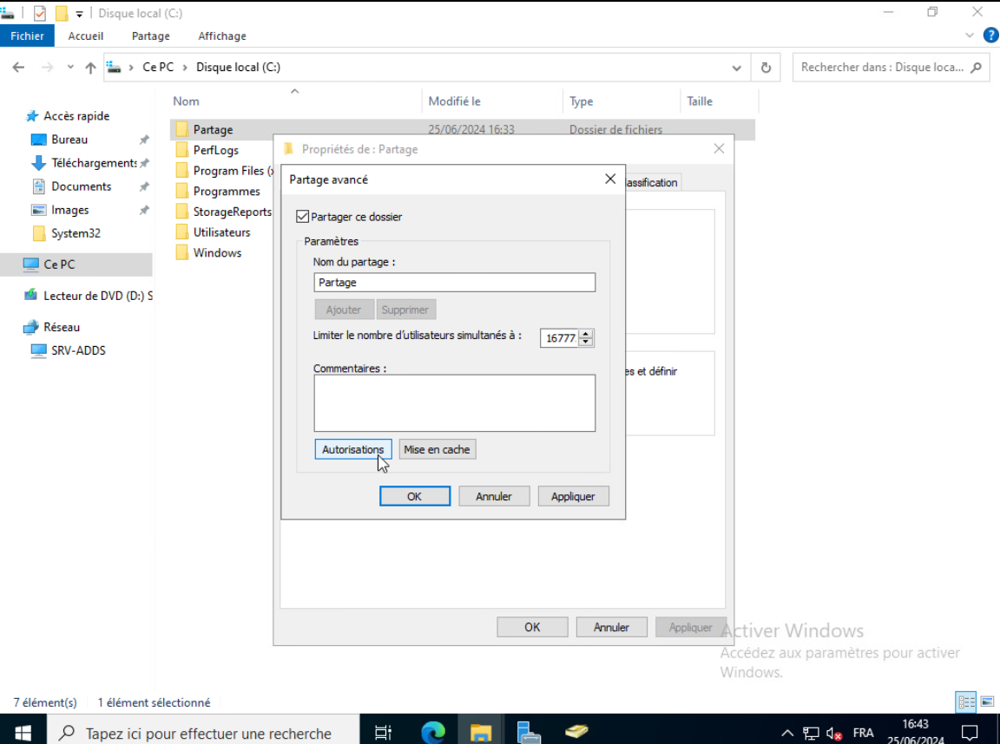 Disque local (C:)
Fichier Accueil Partage Affichage
Ce PC Disque local (C:)
Rechercher dans : Disque loca...
Nom Modifié le Type Taille
Accès rapide
Bureau
Téléchargements
Documents
Images
System32
Ce PC
Lecteur de DVD (D:) S
Réseau
SRV-ADDS
Partage 25/06/2024 16:33 Dossier de fichiers
PerfLogs
Program Files (
Programmes
StorageReports
Utilisateurs
Windows
Propriétés de : Partage
lassification
es et définir
Partage avancé
Partager ce dossier
Paramètres
Nom du partage :
Partage
Ajouter Supprimer
Limiter le nombre d'utilisateurs simultanés à :
16777
Commentaires :
Autorisations Mise en cache
OK Annuler Appliquer
OK Annuler Appliquer
Activer Windows
Accédez aux paramètres pour activer
Windows.
7 élément(s) 1 élément sélectionné
Tapez ici pour effectuer une recherche
FRA
16:43
25/06/2024